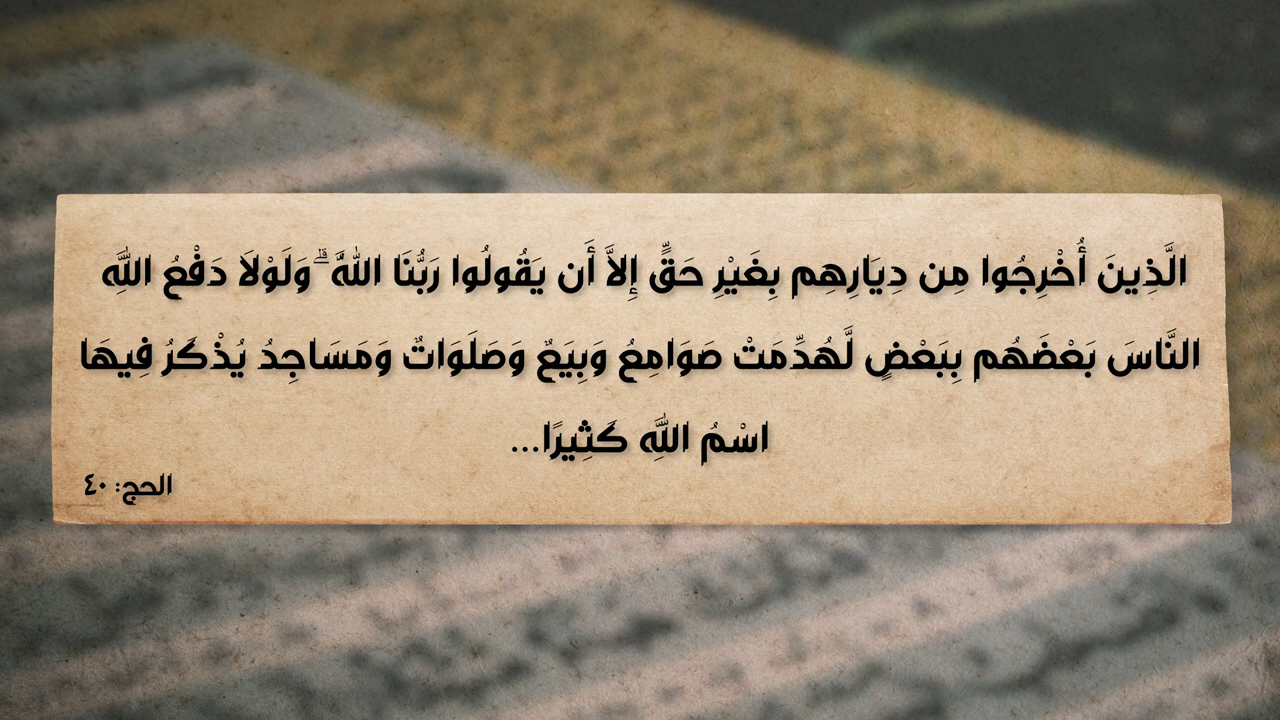 الَّذِينَ أُخْرِجُوا مِن دِيَارِهِم بِغَيْرِ حَقٍّ إِلاَّ أَن يَقُولُوا رَبُّنَا اللَّهُ ۗ وَلَوْلاَ دَفْعُ اللَّهِ
النَّاسَ بَعْضَهُم بِبَعْضٍ لَّهُدِّمَتْ صَوَامِعُ وَبِيَعٌ وَصَلَوَاتٌ وَمَسَاجِدُ يُذْكَرُ فِيهَا
اسْمُ اللَّهِ كَثِيرًا...
الحج: ٤٠